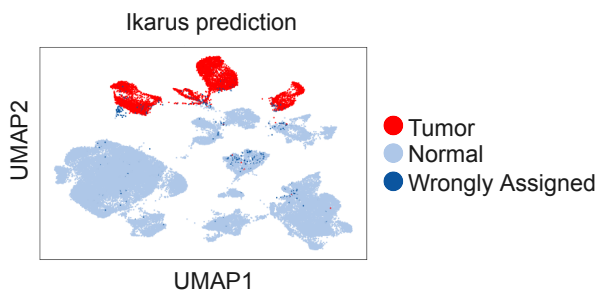 Ikarus prediction
UMAP2
Tumor
Normal
Wrongly Assigned
UMAP1